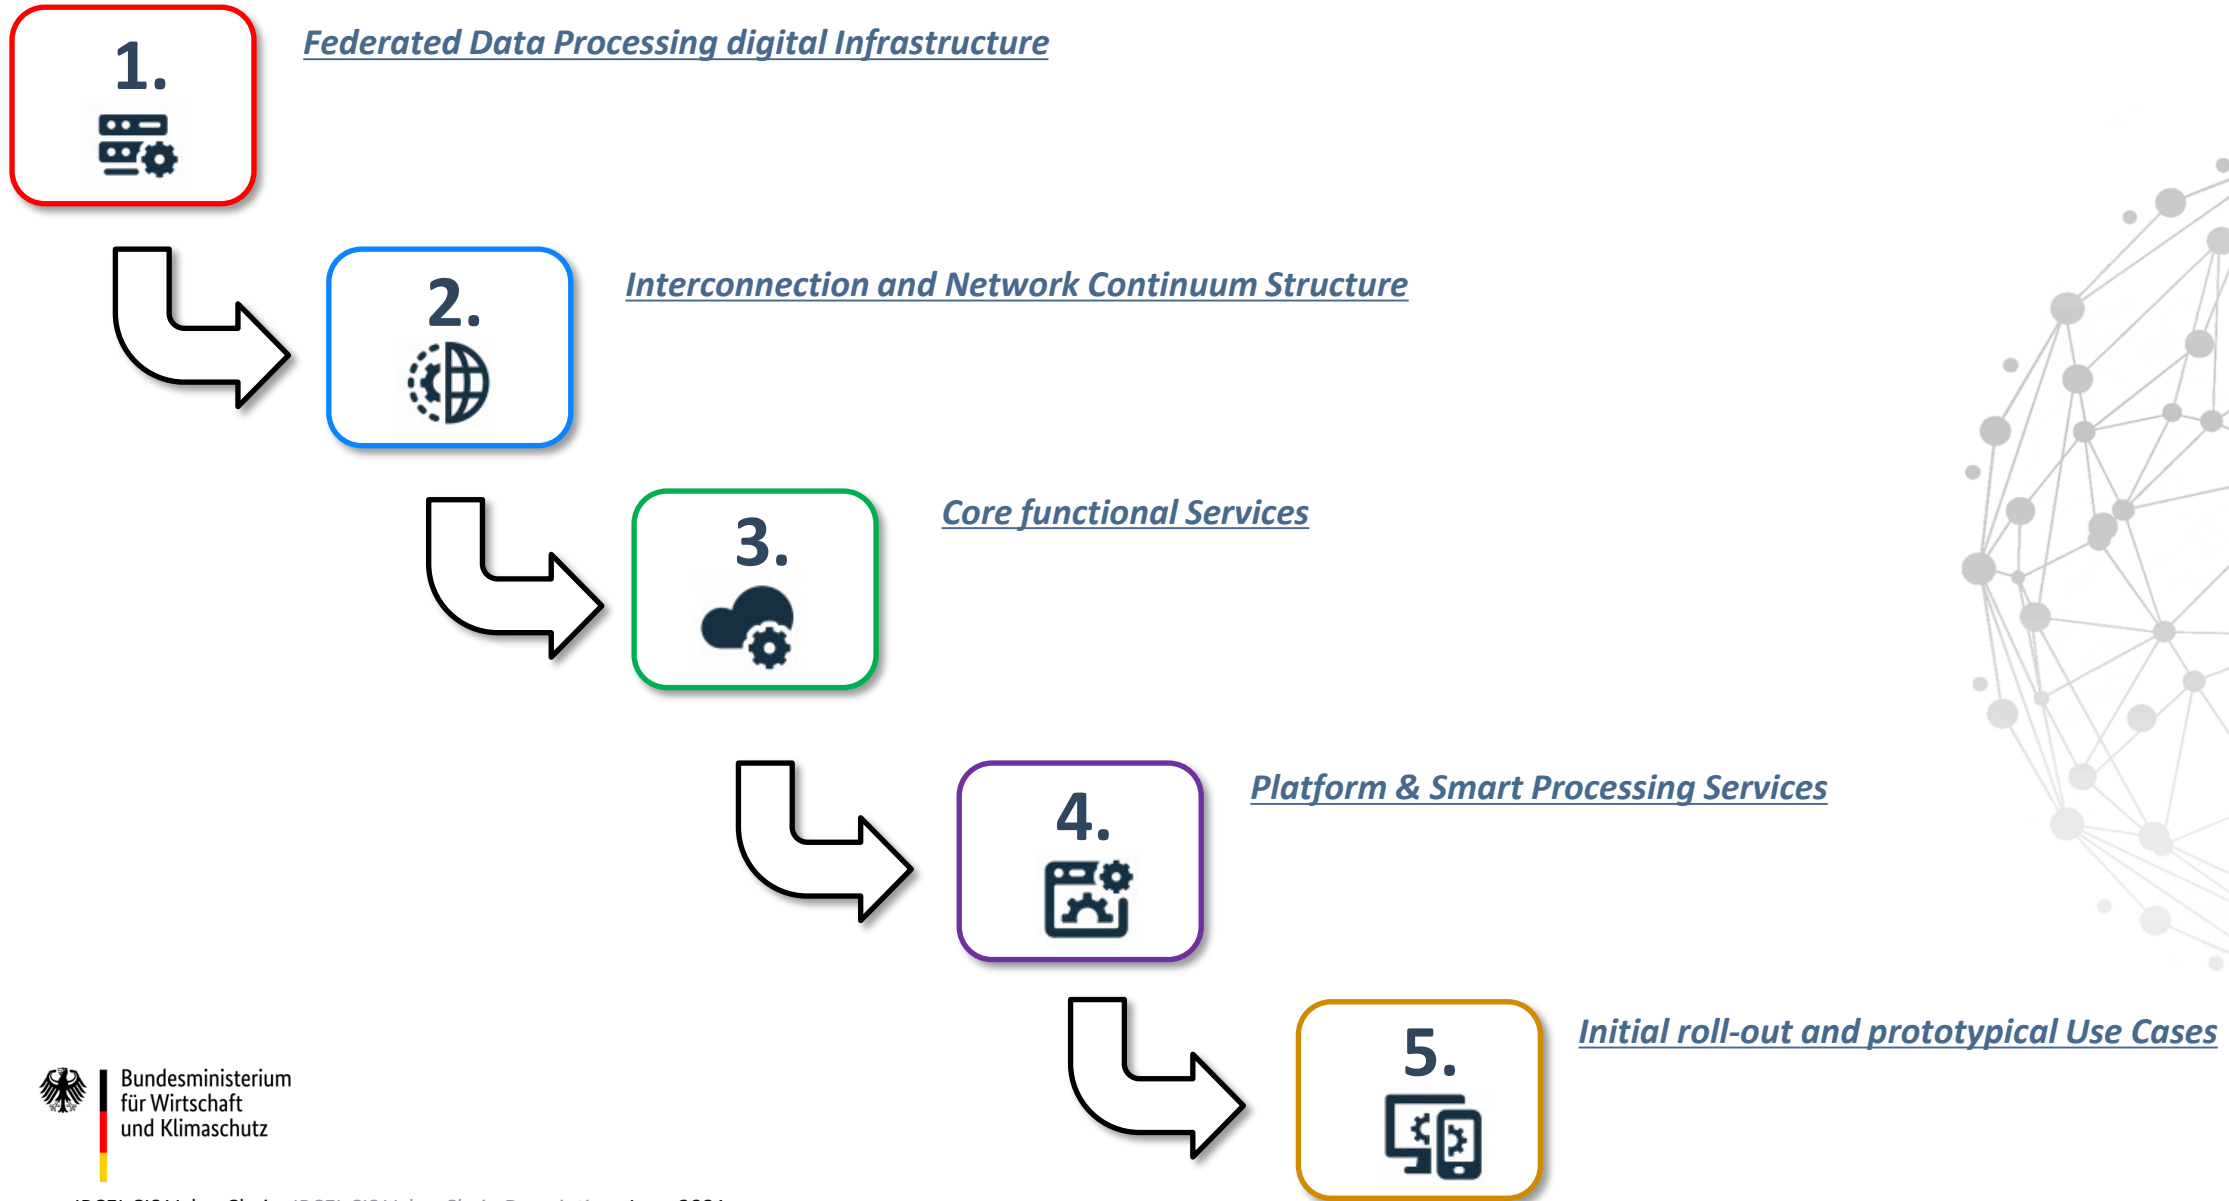 1.
Federated Data Processing digital Infrastructure
2.
Interconnection and Network Continuum Structure
3.
Core functional Services
4.
Platform & Smart Processing Services
5.
Initial roll-out and prototypical Use Cases
Bundesministerium
für Wirtschaft
und Klimaschutz